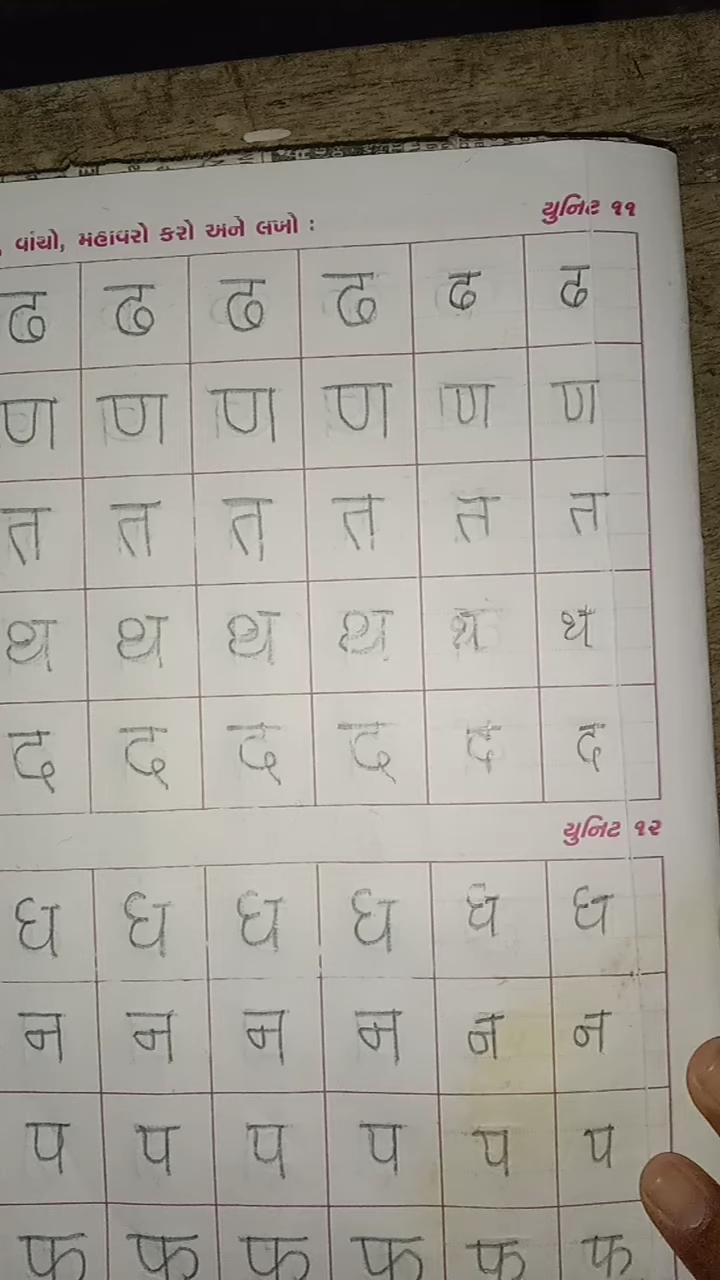 વાંચો, મહાવરો કરો અને લખો :
યુનિટ ૧૧
ढ ढ ढ ढ ढ ढ
ण ण ण ण ण ण
त त त त त त
थ थ थ थ थ थ
द द द द द द
યુનિટ ૧૨
ध ध ध ध ध ध
न न न न न न
प प प प प प
फ फ फ फ फ फ